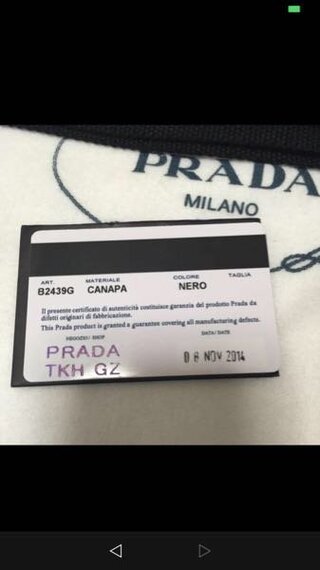 PRADA
MILANO
ART. MATERIALE COLORE TAGLIA
B2439G CANAPA NERO
Il presente certificato di autenticità costituisce garanzia del prodotto Prada da
difetti originari di fabbricazione.
This Prada product is granted a guarantee covering all manufacturing defects.
NEGOZIO/ SHOP DATA/ DATE
PRADA 08 NOV 2014
TKH GZ